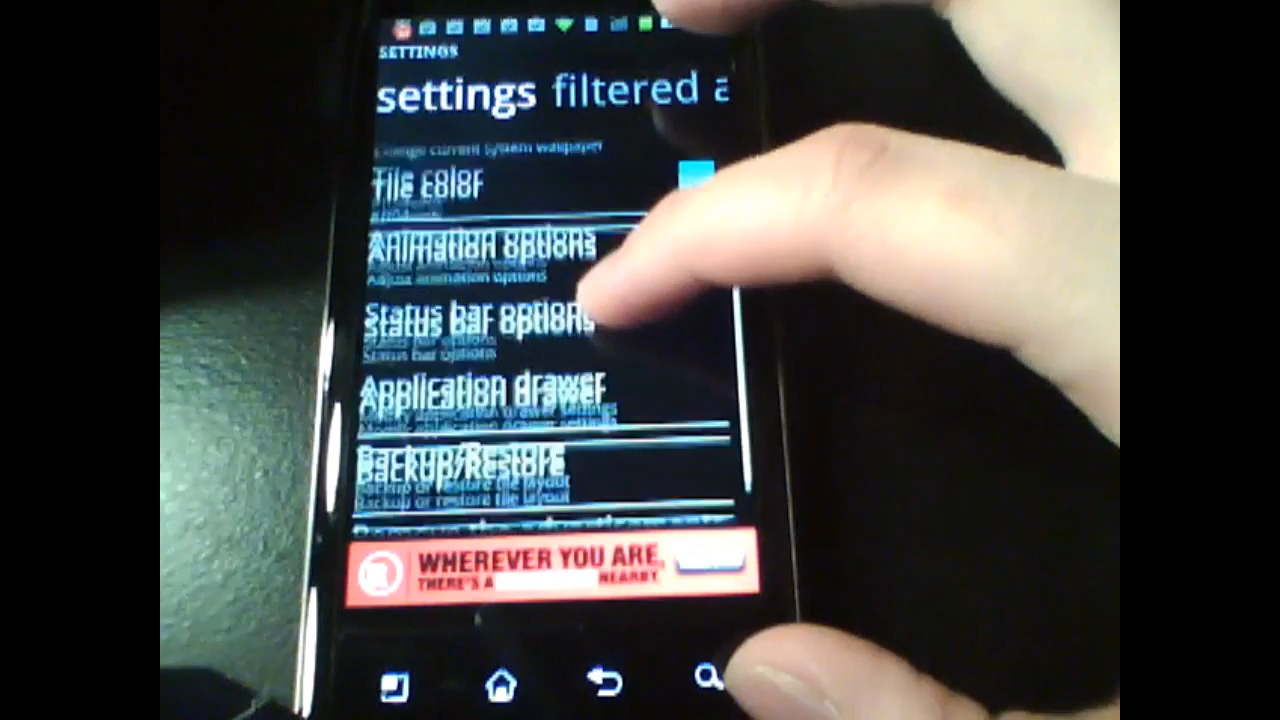 SETTINGS
settings filtered a
Change current system wallpaper
Tile color
Animation options
Adjust animation options
Status bar options
Status bar options
Application drawer
application drawer settings
Backup/Restore
Backup or restore tile layout
WHEREVER YOU ARE,
THERE'S A NEARBY